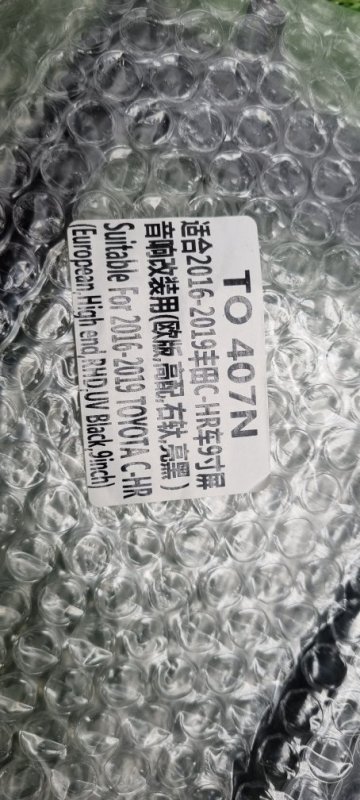 TO 407N
适合2016-2019丰田C-HR车9寸屏
音响改装用(欧版,高配,右钛,亮黑)
Suitable For 2016-2019 TOYOTA C-HR
(European,High end,RHD,UV Black,9inch)